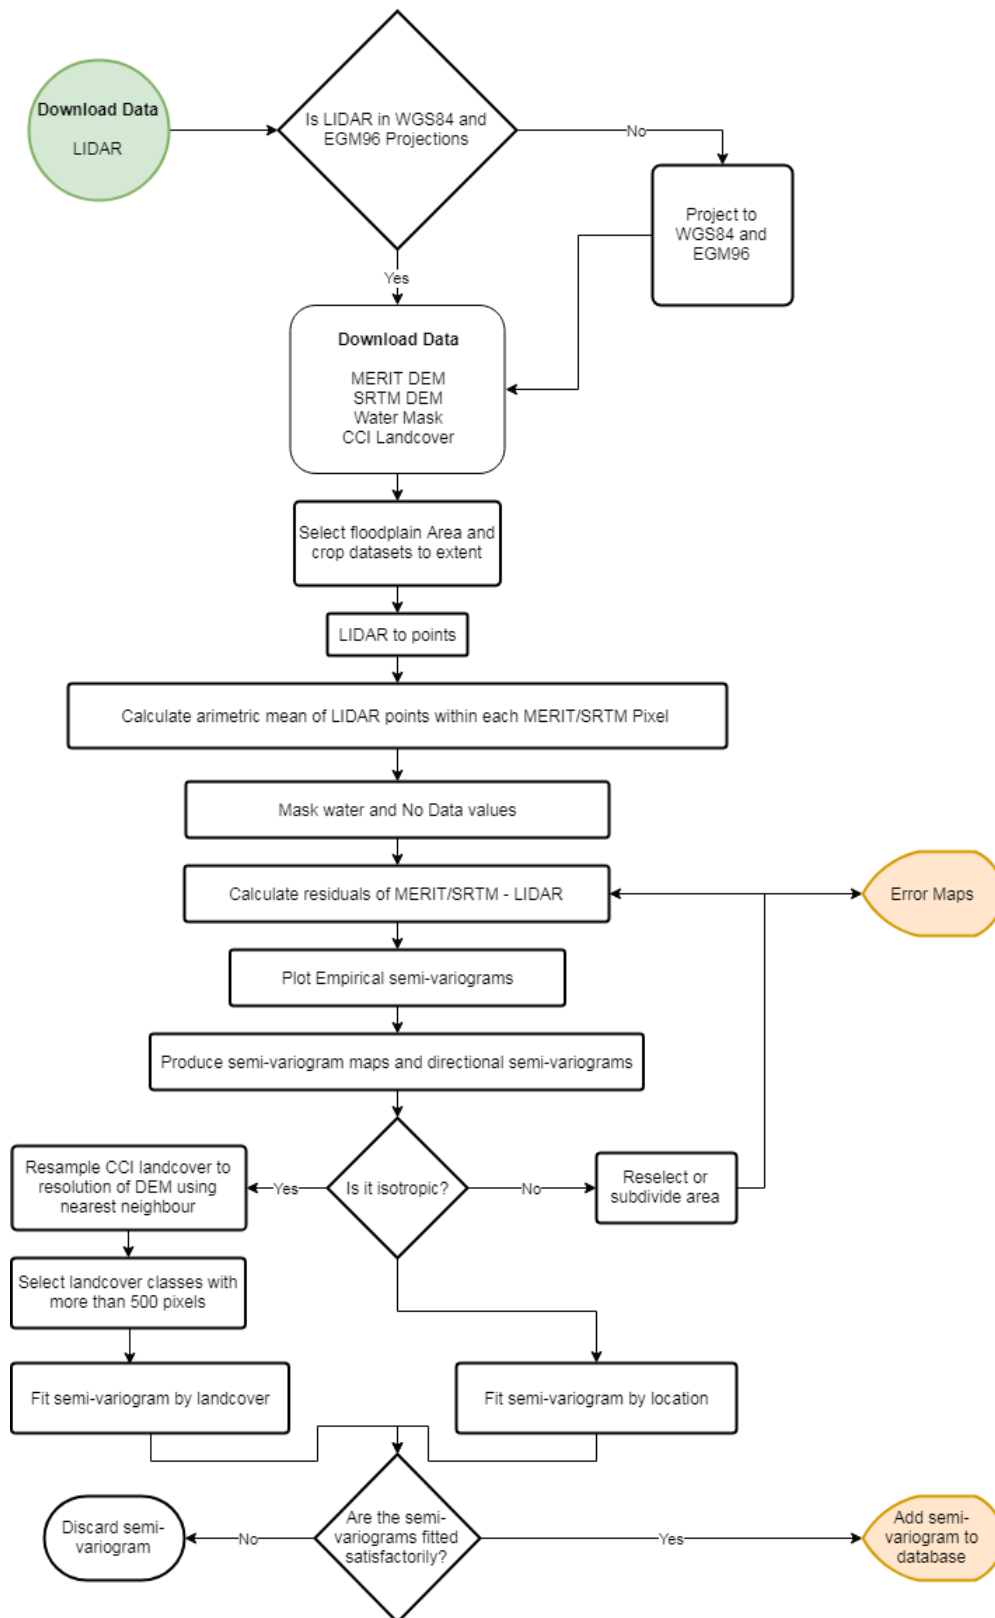 Download Data
LIDAR
Is LIDAR in WGS84 and
EGM96 Projections
No
Project to
WGS84 and
EGM96
Yes
Download Data
MERIT DEM
SRTM DEM
Water Mask
CCI Landcover
Select floodplain Area and
crop datasets to extent
LIDAR to points
Calculate arimetric mean of LIDAR points within each MERIT/SRTM Pixel
Mask water and No Data values
Calculate residuals of MERIT/SRTM - LIDAR
Error Maps
Plot Empirical semi-variograms
Produce semi-variogram maps and directional semi-variograms
Is it isotropic?
Yes
No
Resample CCI landcover to
resolution of DEM using
nearest neighbour
Reselect or
subdivide area
Select landcover classes with
more than 500 pixels
Fit semi-variogram by landcover
Fit semi-variogram by location
Are the semi-
variograms fitted
satisfactorily?
No
Discard semi-
variogram
Yes
Add semi-
variogram to
database